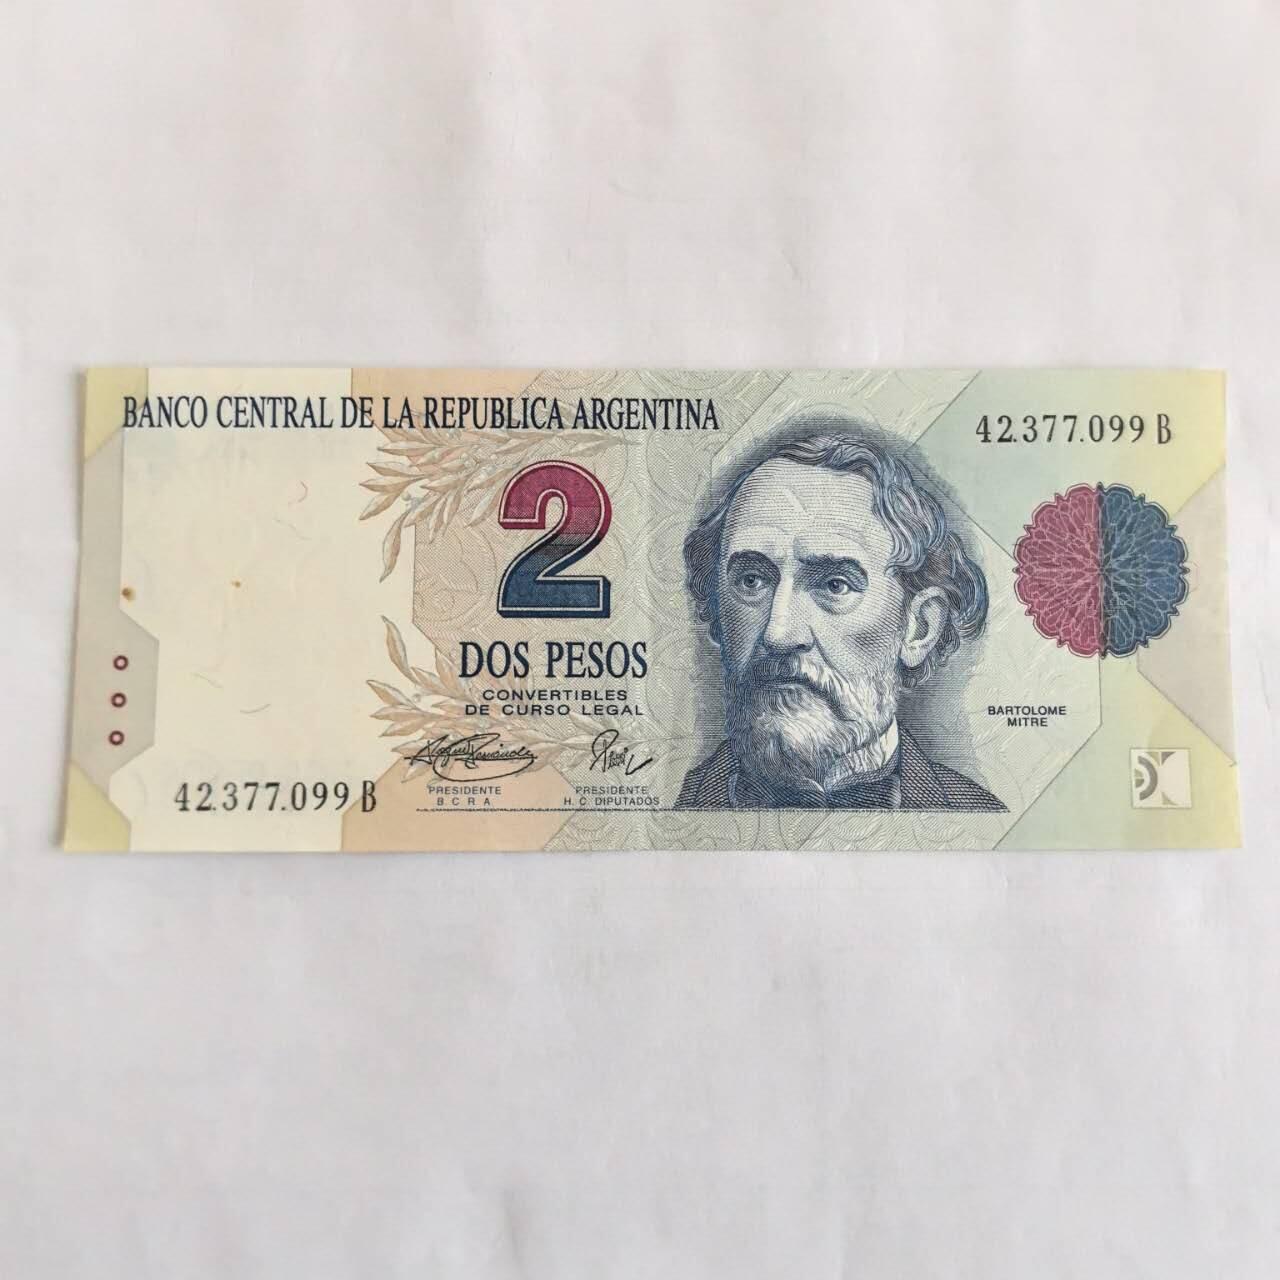 BANCO CENTRAL DE LA REPUBLICA ARGENTINA
42.377.099 B
2
DOS PESOS
CONVERTIBLES
DE CURSO LEGAL
BARTOLOME
MITRE
PRESIDENTE
B.C.R.A.
PRESIDENTE
H. C. DIPUTADOS
42.377.099 B